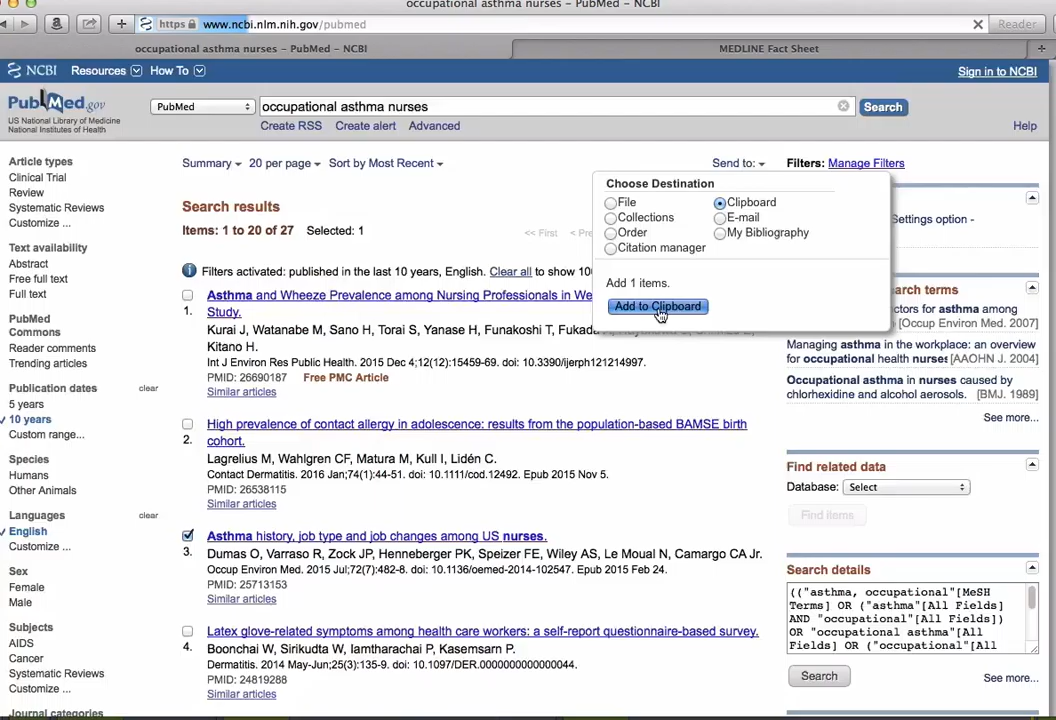 occupational asthma nurses - PubMed - NCBI
https www.ncbi.nlm.nih.gov/pubmed
Reader
occupational asthma nurses - PubMed - NCBI
MEDLINE Fact Sheet
NCBI Resources How To
Sign in to NCBI
PubMed.gov
US National Library of Medicine
National Institutes of Health
PubMed
occupational asthma nurses
Search
Create RSS Create alert Advanced
Help
Article types
Clinical Trial
Review
Systematic Reviews
Customize ...
Text availability
Abstract
Free full text
Full text
PubMed
Commons
Reader comments
Trending articles
Publication dates clear
5 years
10 years
Custom range...
Species
Humans
Other Animals
Languages clear
English
Customize ...
Sex
Female
Male
Subjects
AIDS
Cancer
Systematic Reviews
Customize ...
Journal categories
Summary 20 per page Sort by Most Recent
Send to:
Filters: Manage Filters
Choose Destination
File Clipboard
Collections E-mail
Order My Bibliography
Citation manager
Add 1 items.
Add to Clipboard
Search results
Items: 1 to 20 of 27 Selected: 1
<< First
Filters activated: published in the last 10 years, English. Clear all to show
1. Asthma and Wheeze Prevalence among Nursing Professionals in
Study.
Kurai J, Watanabe M, Sano H, Torai S, Yanase H, Funakoshi T,
Kitano H.
Int J Environ Res Public Health. 2015 Dec 4;12(12):15459-69. doi: 10.3390/ijerph121214997.
PMID: 26690187 Free PMC Article
Similar articles
2. High prevalence of contact allergy in adolescence: results from the population-based BAMSE birth
cohort.
Lagrelius M, Wahlgren CF, Matura M, Kull I, Lidén C.
Contact Dermatitis. 2016 Jan;74(1):44-51. doi: 10.1111/cod.12492. Epub 2015 Nov 5.
PMID: 26538115
Similar articles
3. Asthma history, job type and job changes among US nurses.
Dumas O, Varraso R, Zock JP, Henneberger PK, Speizer FE, Wiley AS, Le Moual N, Camargo CA Jr.
Occup Environ Med. 2015 Jul;72(7):482-8. doi: 10.1136/oemed-2014-102547. Epub 2015 Feb 24.
PMID: 25713153
Similar articles
4. Latex glove-related symptoms among health care workers: a self-report questionnaire-based survey.
Boonchai W, Sirikudta W, Iamtharachai P, Kasemsarn P.
Dermatitis. 2014 May-Jun;25(3):135-9. doi: 10.1097/DER.0000000000000044.
PMID: 24819288
Similar articles
Settings option -
search terms
ctors for asthma among
[Occup Environ Med. 2007]
Managing asthma in the workplace: an overview
for occupational health nurses [AAOHN J. 2004]
Occupational asthma in nurses caused by
chlorhexidine and alcohol aerosols. [BMJ. 1989]
See more...
Find related data
Database: Select
Find items
Search details
(("asthma, occupational"[MeSH
Terms] OR ("asthma"[All Fields]
AND "occupational"[All Fields])
OR "occupational asthma"[All
Fields] OR ("occupational"[All
Search
See more...